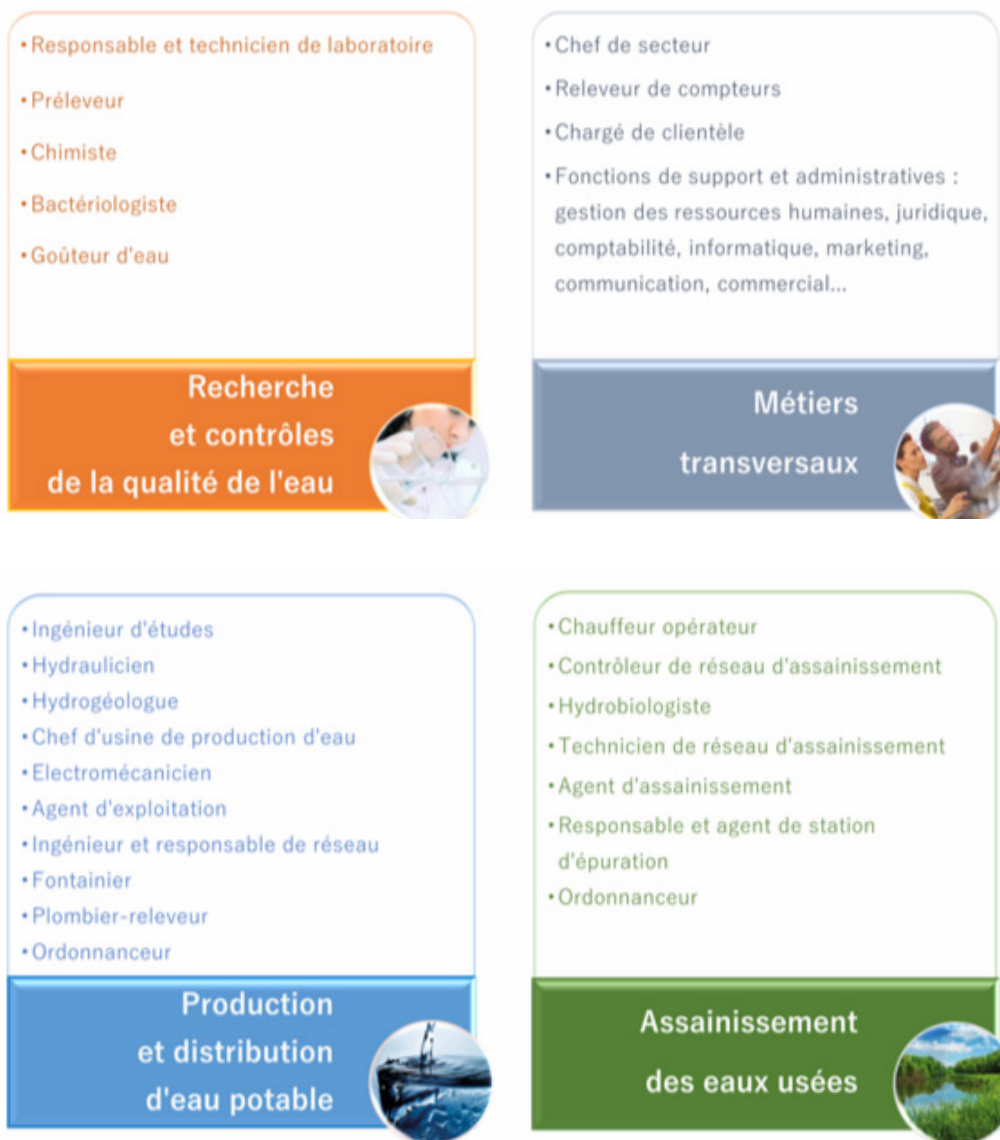 •Responsable et technicien de laboratoire
•Préleveur
•Chimiste
•Bactériologiste
•Goûteur d'eau
Recherche
et contrôles
de la qualité de l'eau
•Chef de secteur
•Releveur de compteurs
•Chargé de clientèle
•Fonctions de support et administratives :
gestion des ressources humaines, juridique,
comptabilité, informatique, marketing,
communication, commercial...
Métiers
transversaux
•Ingénieur d'études
•Hydraulicien
•Hydrogéologue
•Chef d'usine de production d'eau
•Electromécanicien
•Agent d'exploitation
•Ingénieur et responsable de réseau
•Fontainier
•Plombier-releveur
•Ordonnanceur
Production
et distribution
d'eau potable
•Chauffeur opérateur
•Contrôleur de réseau d'assainissement
•Hydrobiologiste
•Technicien de réseau d'assainissement
•Agent d'assainissement
•Responsable et agent de station
d'épuration
•Ordonnanceur
Assainissement
des eaux usées